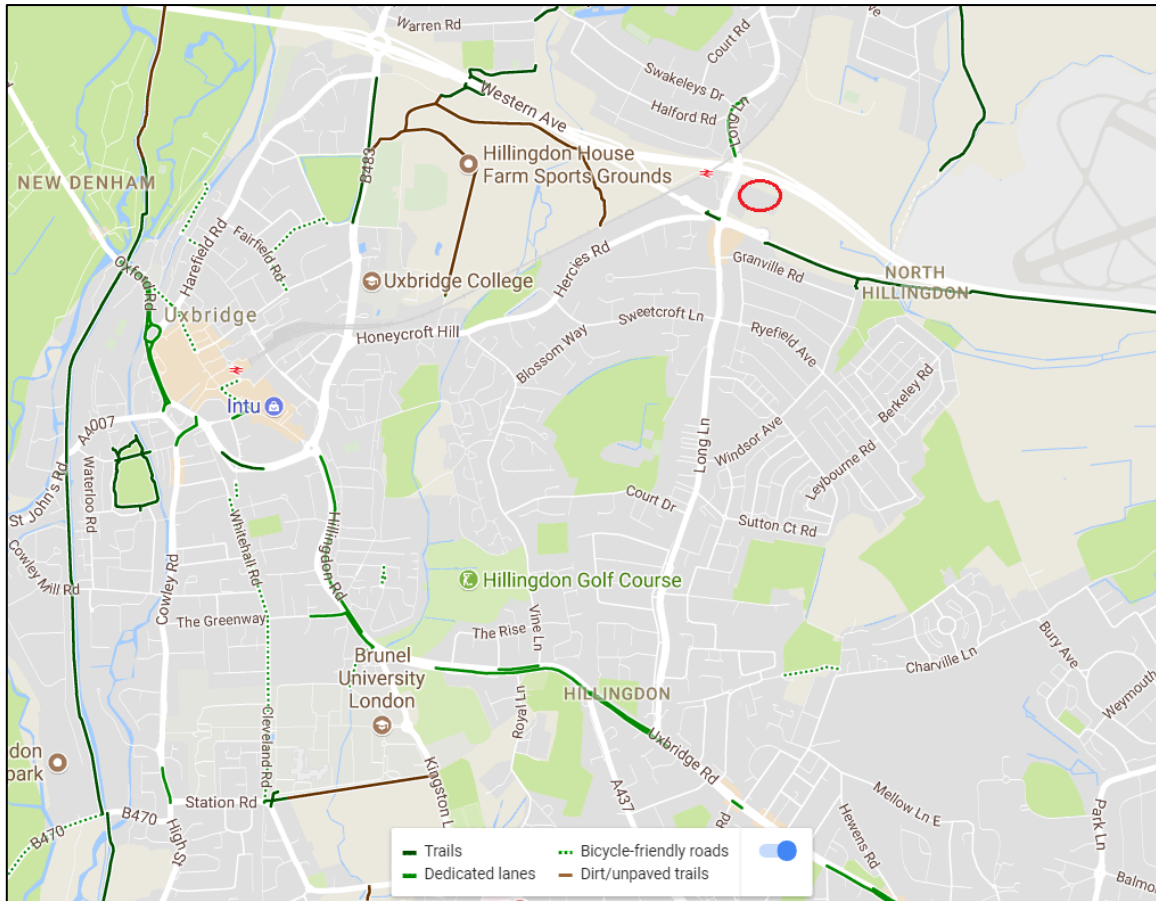 Warren Rd
Court Rd
Swakeleys Dr
Halford Rd
Long Ln
Western Ave
B483
Hillingdon House
Farm Sports Grounds
NEW DENHAM
Harefield Rd
Fairfield Rd
Oxford Rd
Uxbridge
Uxbridge College
Hercies Rd
Granville Rd
NORTH
HILLINGDON
Honeycroft Hill
Sweetcroft Ln
Blossom Way
Ryefield Ave
Berkeley Rd
Intu
A4007
Long Ln
Windsor Ave
Leybourne Rd
St John's Rd
Waterloo Rd
Court Dr
Sutton Ct Rd
Whitehall Rd
Hillingdon Rd
Cowley Mill Rd
Cowley Rd
Hillingdon Golf Course
The Greenway
The Rise
Vine Ln
Bury Ave
Charville Ln
Weymouth
Brunel
University
London
HILLINGDON
Royal Ln
Cleveland Rd
Uxbridge Rd
don
park
Kingston L
A437
Mellow Ln E
Park Ln
Station Rd
B470
B470
High St
Rd
Hewens Rd
Balmo
Trails
Bicycle-friendly roads
Dedicated lanes
Dirt/unpaved trails